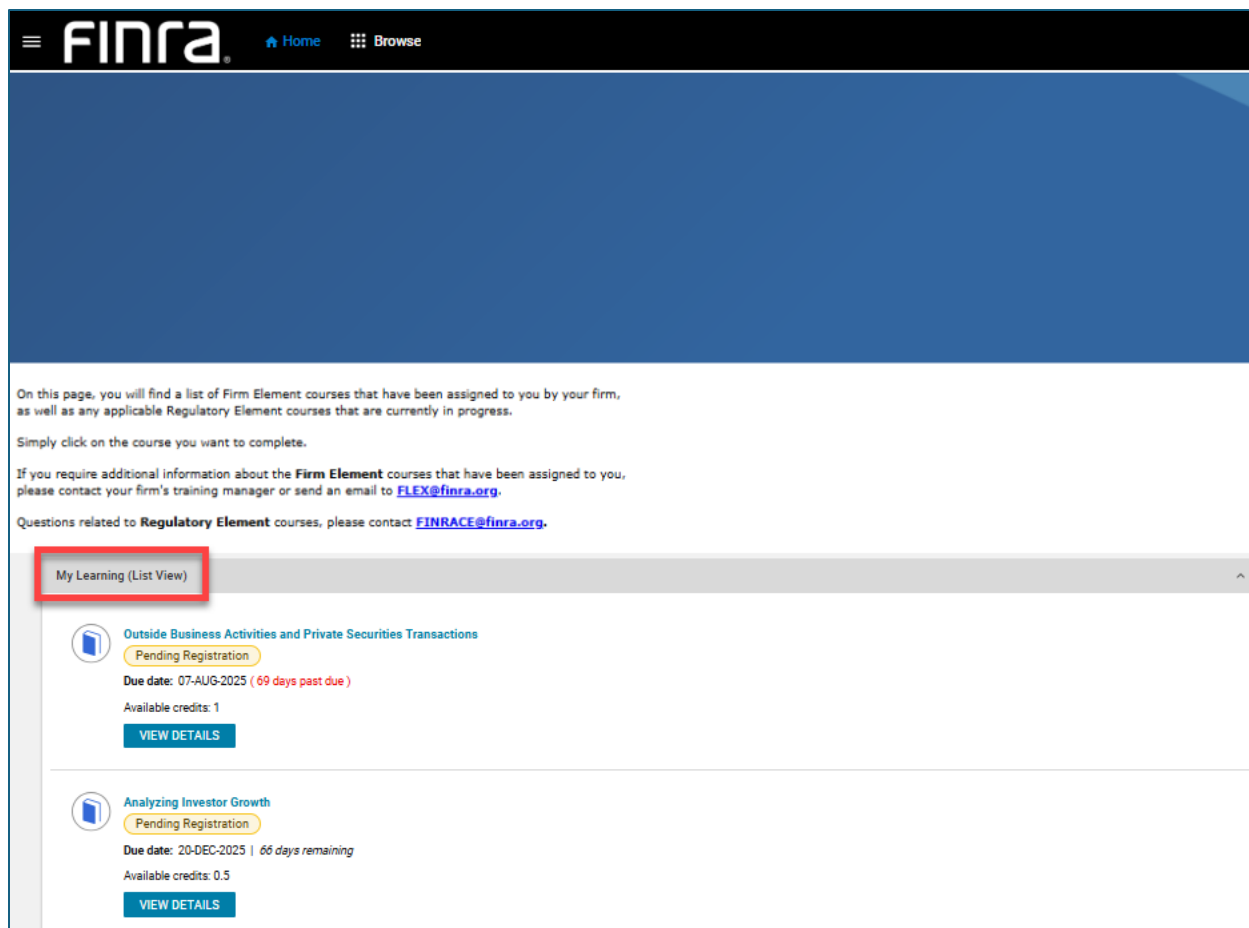 FINra®
Home
Browse
On this page, you will find a list of Firm Element courses that have been assigned to you by your firm,
as well as any applicable Regulatory Element courses that are currently in progress.
Simply click on the course you want to complete.
If you require additional information about the Firm Element courses that have been assigned to you,
please contact your firm's training manager or send an email to FLEX@finra.org.
Questions related to Regulatory Element courses, please contact FINRACE@finra.org.
My Learning (List View)
Outside Business Activities and Private Securities Transactions
Pending Registration
Due date: 07-AUG-2025 ( 69 days past due )
Available credits: 1
VIEW DETAILS
Analyzing Investor Growth
Pending Registration
Due date: 20-DEC-2025 | 66 days remaining
Available credits: 0.5
VIEW DETAILS